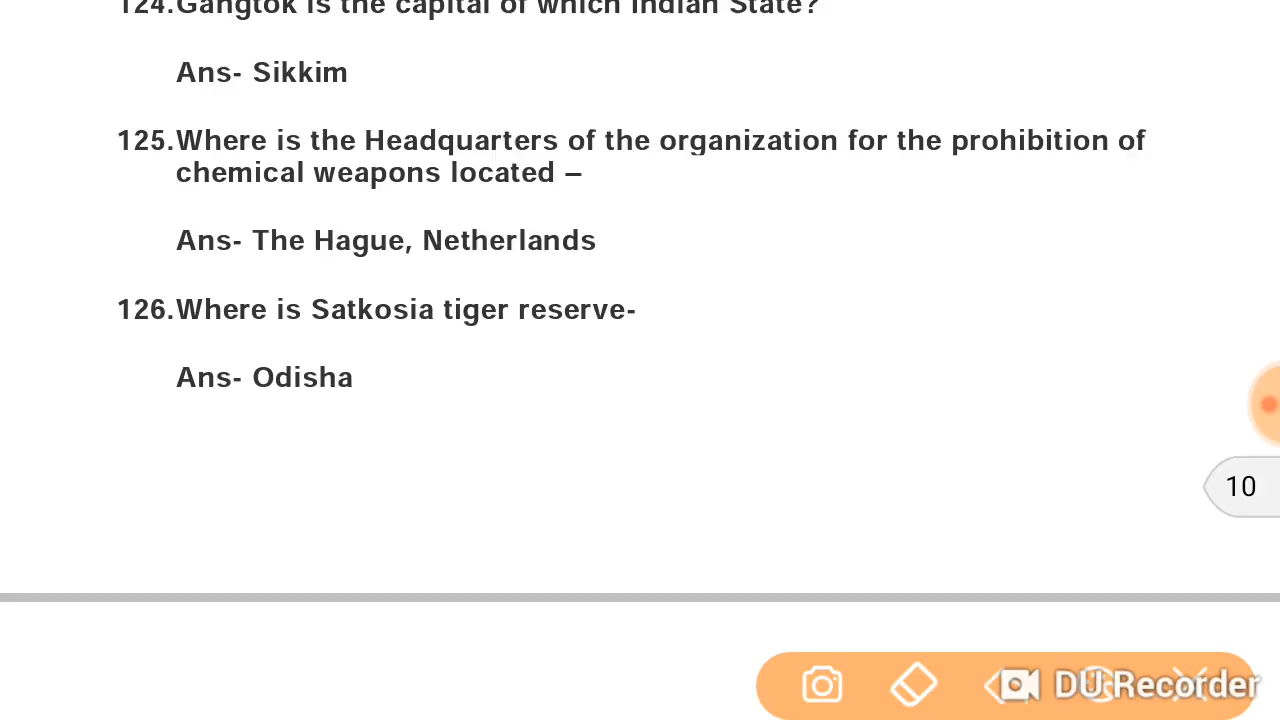 124.Gangtok is the capital of which Indian State?
Ans- Sikkim
125.Where is the Headquarters of the organization for the prohibition of
chemical weapons located –
Ans- The Hague, Netherlands
126.Where is Satkosia tiger reserve-
Ans- Odisha
10
DU Recorder